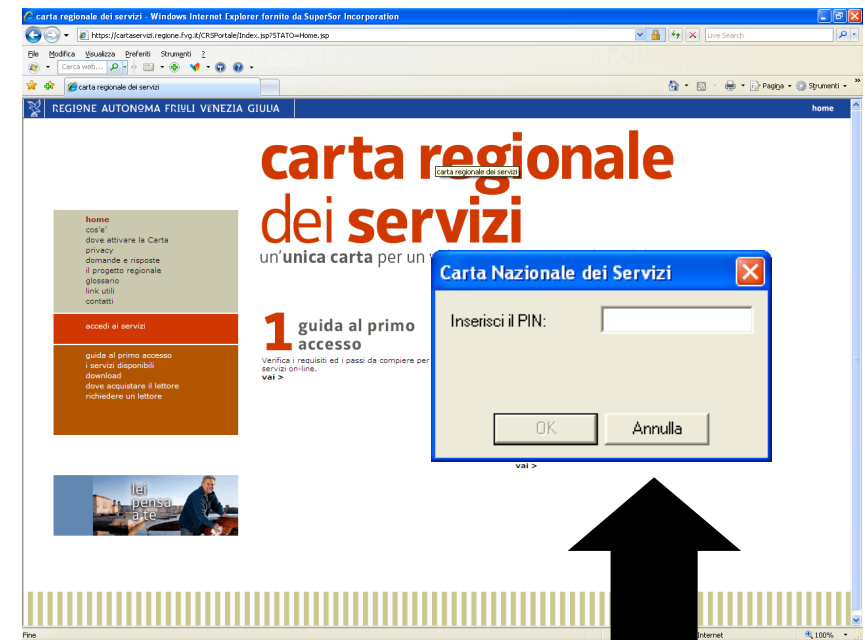 carta regionale dei servizi - Windows Internet Explorer fornito da SuperSor Incorporation
https://cartaservizi.regione.fvg.it/CRSPortale/Index.jsp?STATO=Home.jsp
Live Search
File Modifica Visualizza Preferiti Strumenti ?
Cerca web...
carta regionale dei servizi
Pagina
Strumenti
REGIONE AUTONOMA FRIULI VENEZIA GIULIA
home
carta regionale
carta regionale dei servizi
dei servizi
un'unica carta per un
home
cos'e'
dove attivare la Carta
privacy
domande e risposte
il progetto regionale
glossario
link utili
contatti
accedi ai servizi
guida al primo accesso
i servizi disponibili
download
dove acquistare il lettore
richiedere un lettore
1 guida al primo
accesso
Verifica i requisiti ed i passi da compiere per
servizi on-line.
vai >
Carta Nazionale dei Servizi
Inserisci il PIN:
OK
Annulla
vai >
lei
pensa
a te
Fine
Internet
100%